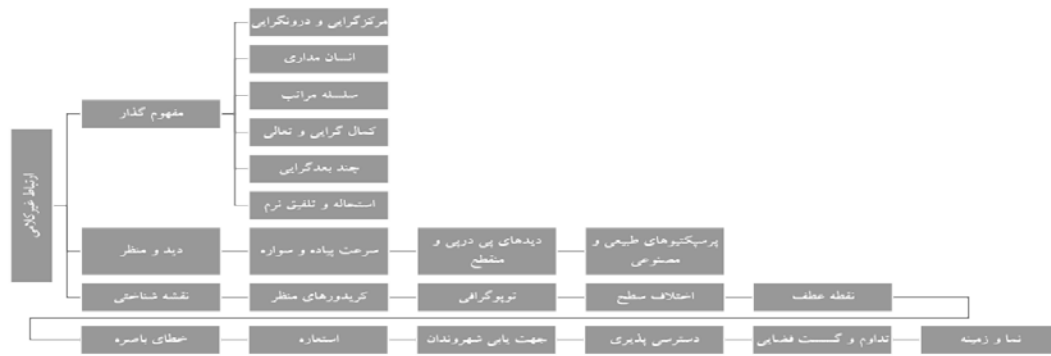 مرکزگرایی و درونگرایی
انسان مداری
سلسله مراتب
مفهوم گذار
کمال گرایی و تعالی
چند بعدگرایی
استحاله و تلفیق نرم
ارتباط غیرکلامی
دید و منظر
سرعت پیاده و سواره
دیدهای پی درپی و
منقطع
پرسپکتیوهای طبیعی و
مصنوعی
نقشه شناختی
کریدورهای منظر
توپوگرافی
اختلاف سطح
نقطه عطف
خطای باصره
استعاره
جهت یابی شهروندان
دسترسی پذیری
تداوم و گسست فضایی
نما و زمینه